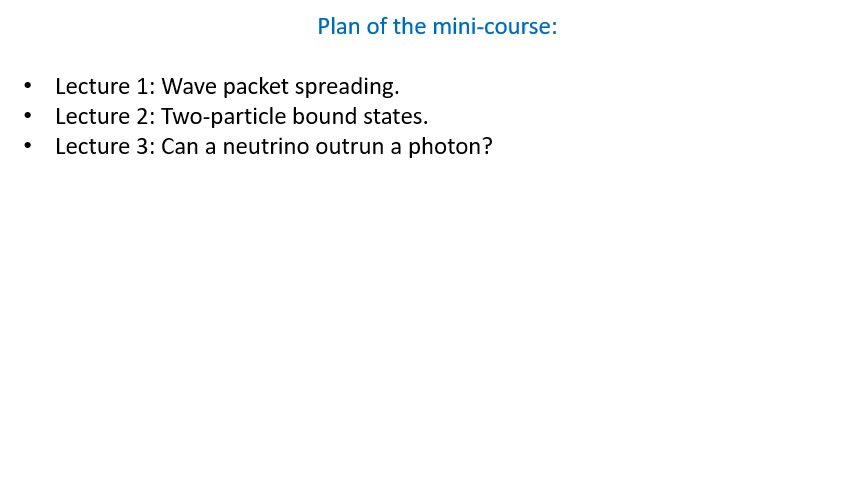 Plan of the mini-course:
• Lecture 1: Wave packet spreading.
• Lecture 2: Two-particle bound states.
• Lecture 3: Can a neutrino outrun a photon?